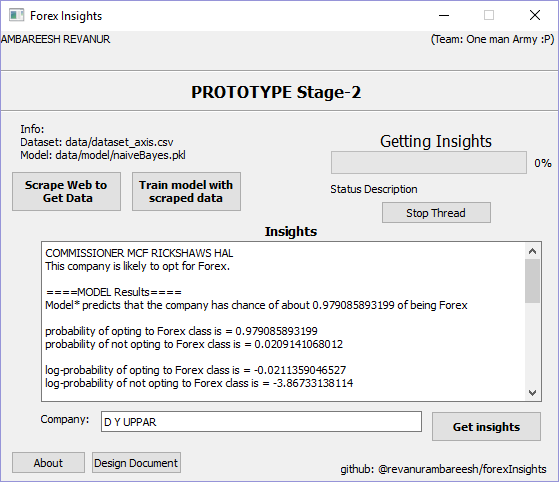 Forex Insights
AMBAREESH REVANUR
(Team: One man Army :P)
PROTOTYPE Stage-2
Info:
Dataset: data/dataset_axis.csv
Model: data/model/naiveBayes.pkl
Scrape Web to
Get Data
Train model with
scraped data
Getting Insights
0%
Status Description
Stop Thread
Insights
COMMISSIONER MCF RICKSHAWS HAL
This company is likely to opt for Forex.
====MODEL Results====
Model* predicts that the company has chance of about 0.979085893199 of being Forex
probability of opting to Forex class is = 0.979085893199
probability of not opting to Forex class is = 0.0209141068012
log-probability of opting to Forex class is = -0.0211359046527
log-probability of not opting to Forex class is = -3.86733138114
Company:
D Y UPPAR
Get insights
About
Design Document
github: @revanurambareesh/forexInsights